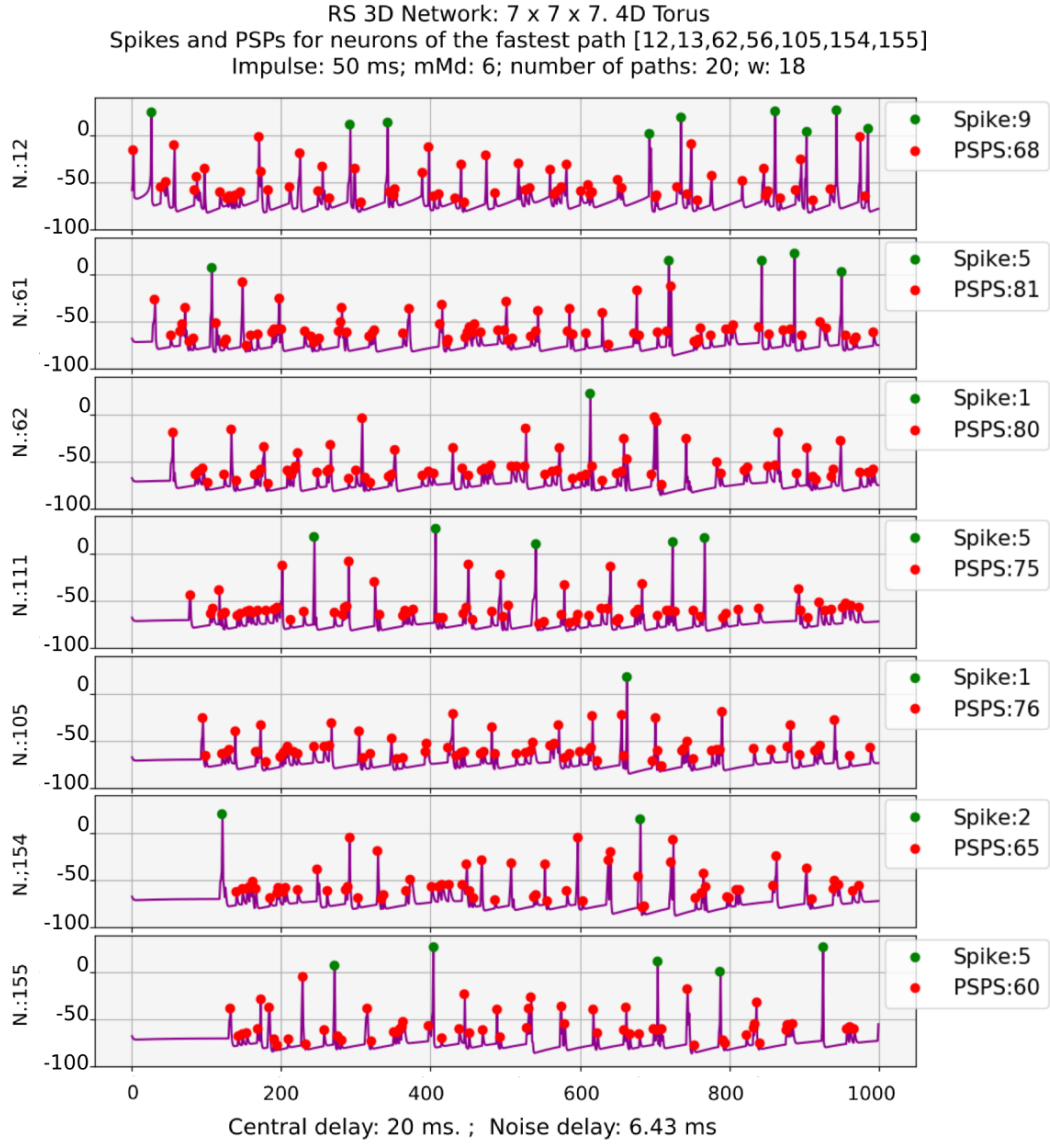 RS 3D Network: 7 x 7 x 7. 4D Torus
Spikes and PSPs for neurons of the fastest path [12,13,62,56,105,154,155]
Impulse: 50 ms; mMd: 6; number of paths: 20; w: 18
N.:12
0
-50
-100
Spike:9
PSPS:68
N.:61
0
-50
-100
Spike:5
PSPS:81
N.:62
0
-50
-100
Spike:1
PSPS:80
N.:111
0
-50
-100
Spike:5
PSPS:75
N.:105
0
-50
-100
Spike:1
PSPS:76
N.;154
0
-50
-100
Spike:2
PSPS:65
N.:155
0
-50
-100
Spike:5
PSPS:60
0 200 400 600 800 1000
Central delay: 20 ms. ; Noise delay: 6.43 ms